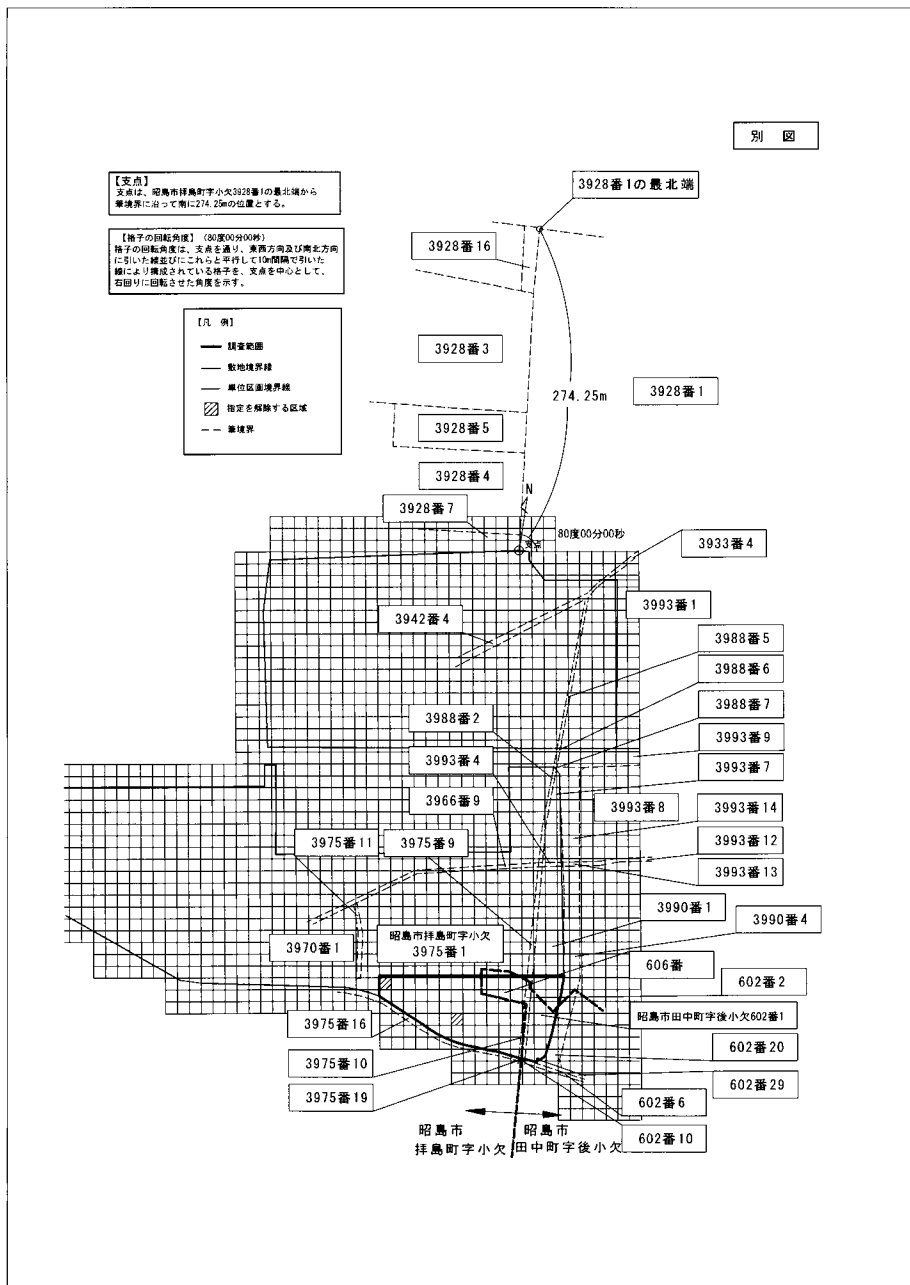 別 図
【支点】
支点は、昭島市拝島町字小欠3928番1の最北端から
筆境界に沿って南に274.25mの位置とする。
【格子の回転角度】（80度00分00秒）
格子の回転角度は、支点を通り、東西方向及び南北方向
に引いた線並びにこれらと平行して10m間隔で引いた
線により構成されている格子を、支点を中心として、
右回りに回転させた角度を示す。
【凡 例】
調査範囲
敷地境界線
単位区画境界線
指定を解除する区域
筆境界
3928番1の最北端
3928番16
3928番3
274.25m
3928番1
3928番5
3928番4
N
3928番7
80度00分00秒
支点
3933番4
3993番1
3942番4
3988番5
3988番6
3988番2
3988番7
3993番4
3993番9
3993番7
3966番9
3993番8
3993番14
3975番11
3975番9
3993番12
3993番13
3990番1
3990番4
3970番1
昭島市拝島町字小欠
3975番1
606番
602番2
3975番16
昭島市田中町字後小欠602番1
602番20
3975番10
602番29
3975番19
602番6
昭島市
拝島町字小欠
昭島市
田中町字後小欠
602番10